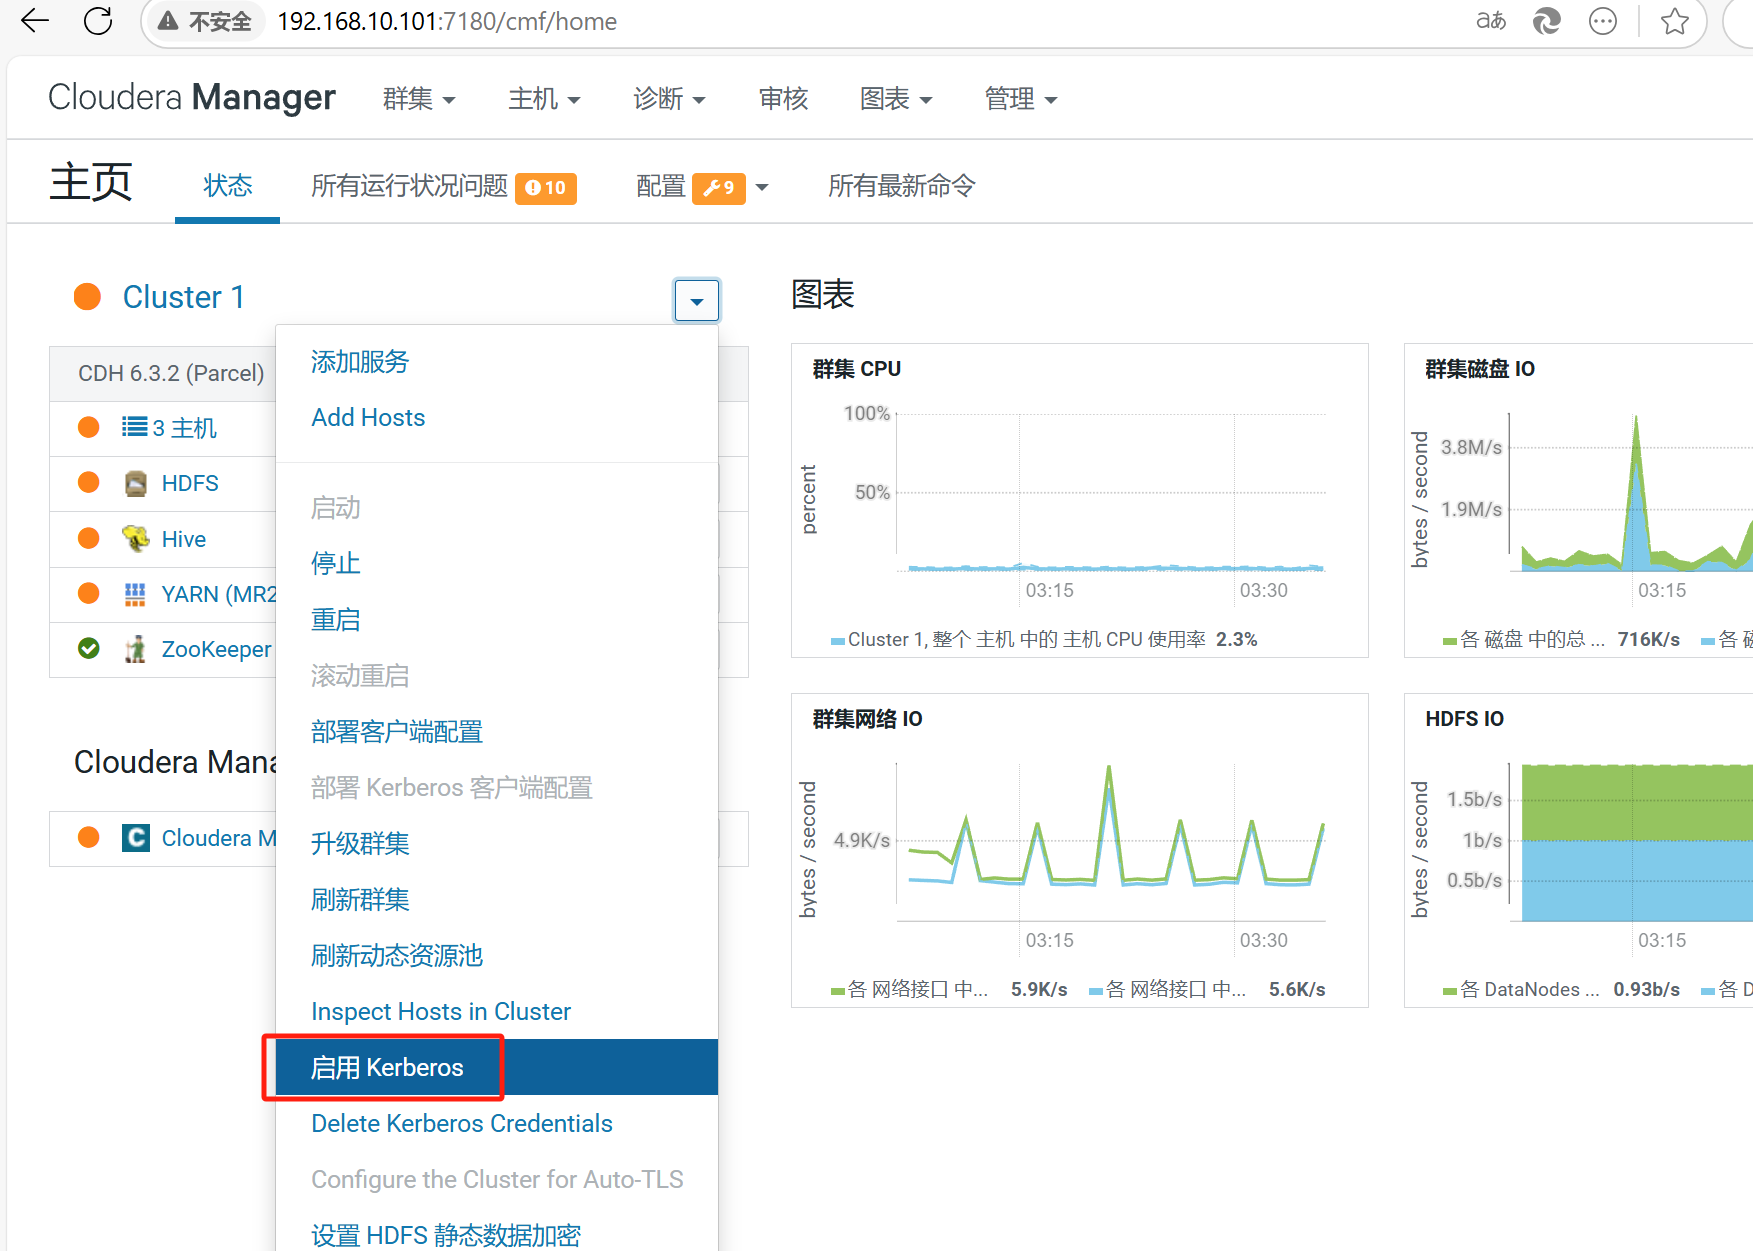 不安全 192.168.10.101:7180/cmf/home aあ
Cloudera Manager 群集 主机 诊断 审核 图表 管理
主页 状态 所有运行状况问题 10 配置 9 所有最新命令
Cluster 1
CDH 6.3.2 (Parcel)
3 主机
HDFS
Hive
YARN (MR2
ZooKeeper
Cloudera Mana
C Cloudera M
添加服务
Add Hosts
启动
停止
重启
滚动重启
部署客户端配置
部署 Kerberos 客户端配置
升级群集
刷新群集
刷新动态资源池
Inspect Hosts in Cluster
启用 Kerberos
Delete Kerberos Credentials
Configure the Cluster for Auto-TLS
设置 HDFS 静态数据加密
图表
群集 CPU
percent
100%
50%
03:15 03:30
Cluster 1, 整个 主机 中的 主机 CPU 使用率 2.3%
群集磁盘 IO
bytes / second
3.8M/s
1.9M/s
03:15
各 磁盘 中的总 ... 716K/s 各
群集网络 IO
bytes / second
4.9K/s
03:15 03:30
各 网络接口 中... 5.9K/s 各 网络接口 中... 5.6K/s
HDFS IO
bytes / second
1.5b/s
1b/s
0.5b/s
03:15
各 DataNodes ... 0.93b/s 各 D